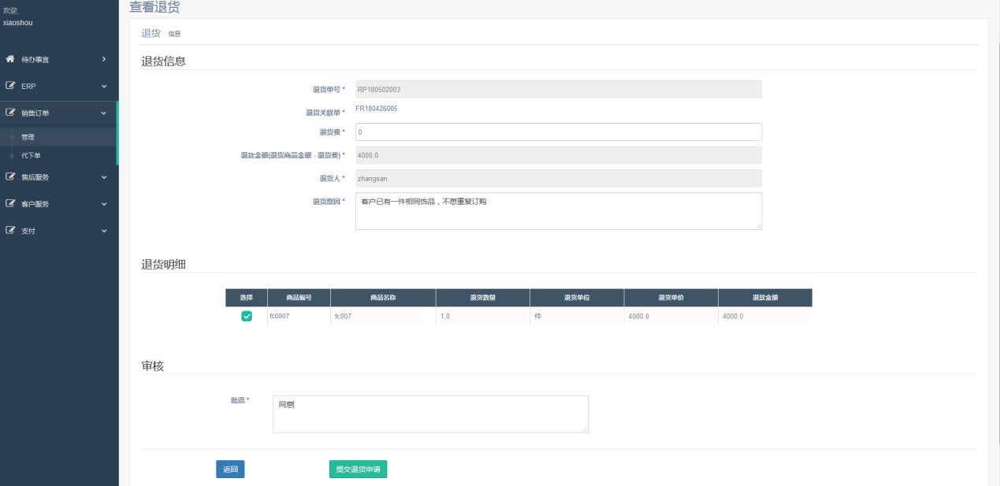 欢迎,
xiaoshou
待办事宜
ERP
销售订单
管理
代下单
售后服务
客户服务
支付
查看退货
退货 信息
退货信息
退货单号 * RP180502003
退货关联单 * FR180426005
退货费 * 0
退款金额(退货商品金额 - 退货费) * 4000.0
退货人 * zhangsan
退货原因 * 客户已有一件相同饰品，不想重复订购
退货明细
选择 商品编号 商品名称 退货数量 退货单位 退货单价 退款金额
fc0007 fc007 1.0 件 4000.0 4000.0
审核
批语 * 同意
返回 提交退货申请